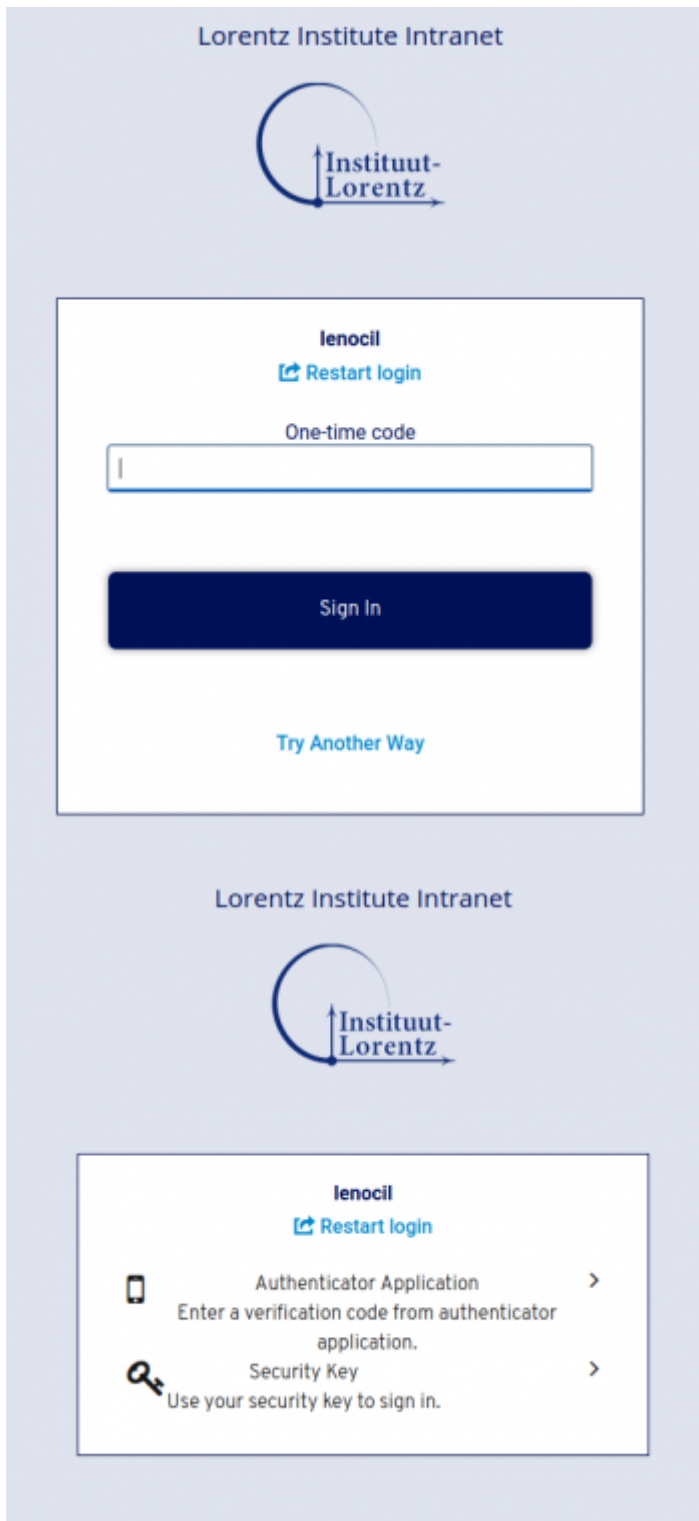 Lorentz Institute Intranet
Instituut-
Lorentz
lenocil
Restart login
One-time code
Sign In
Try Another Way
Lorentz Institute Intranet
Instituut-
Lorentz
lenocil
Restart login
Authenticator Application
Enter a verification code from authenticator
application.
Security Key
Use your security key to sign in.